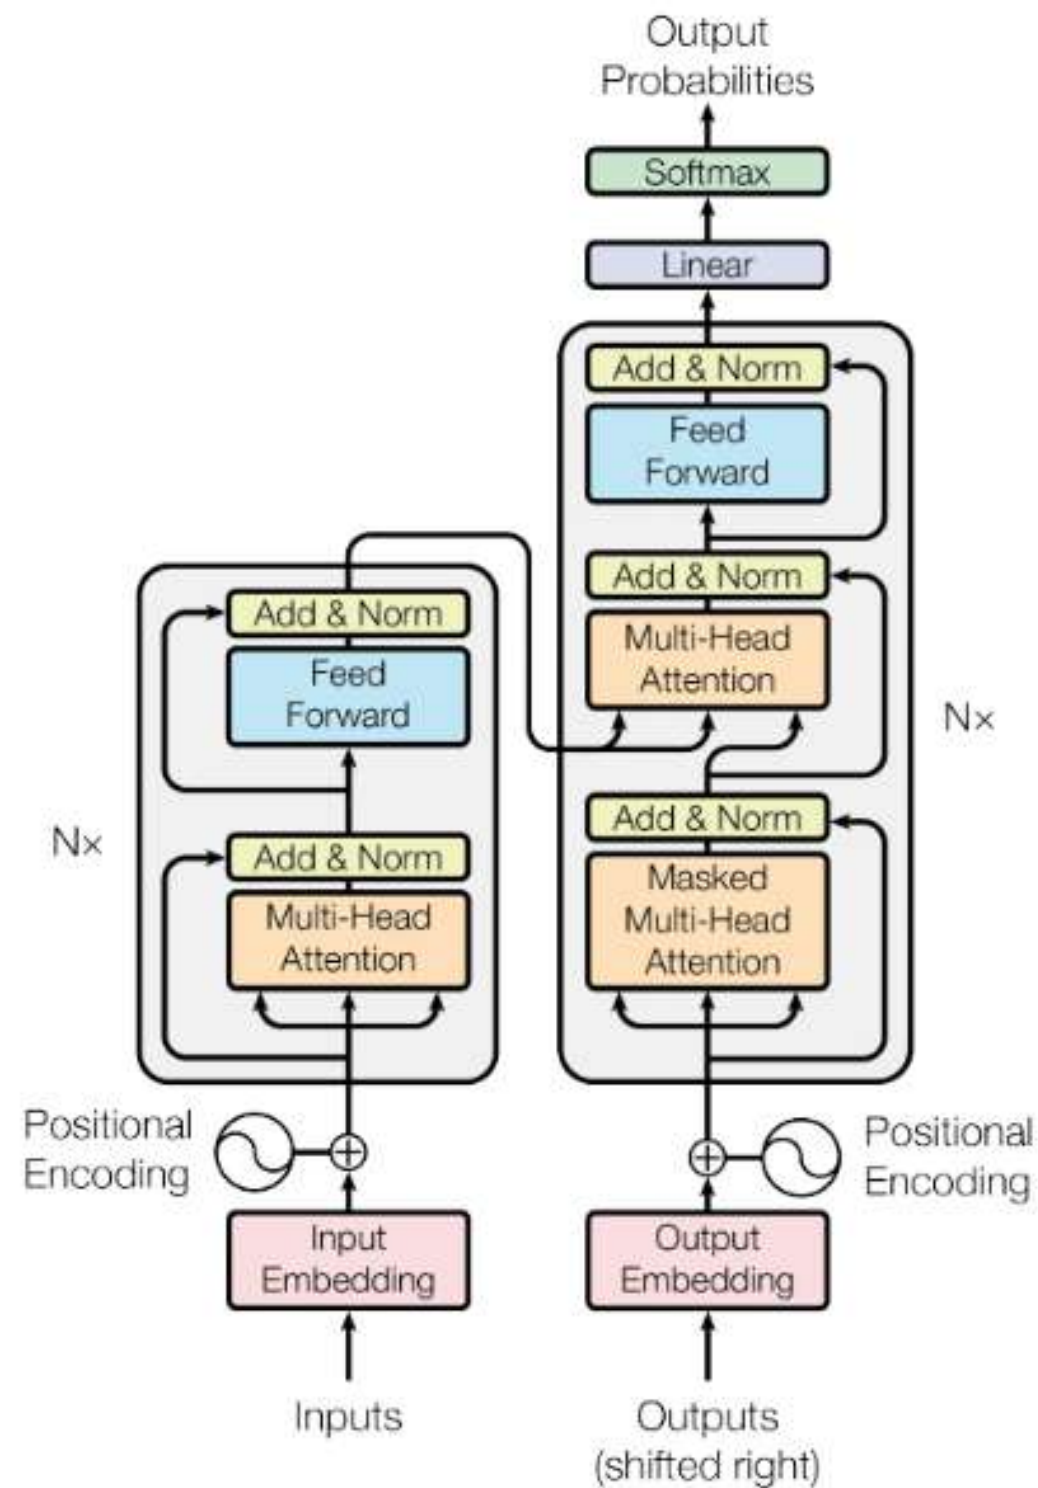 Output
Probabilities
Softmax
Linear
Add & Norm
Feed
Forward
Add & Norm
Multi-Head
Attention
Add & Norm
Masked
Multi-Head
Attention
Nx
Add & Norm
Feed
Forward
Add & Norm
Multi-Head
Attention
Nx
Positional
Encoding
Positional
Encoding
Input
Embedding
Output
Embedding
Inputs
Outputs
(shifted right)